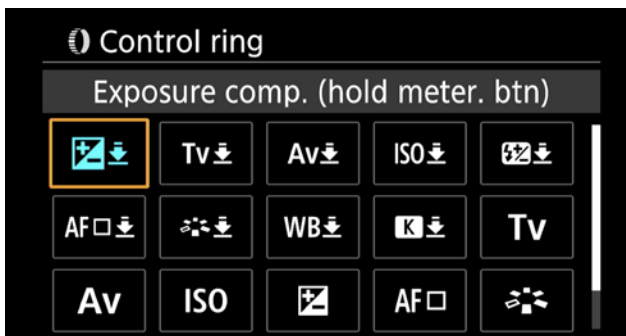 Control ring
Exposure comp. (hold meter. btn)
Tv Av ISO
AF WB K Tv
Av ISO AF